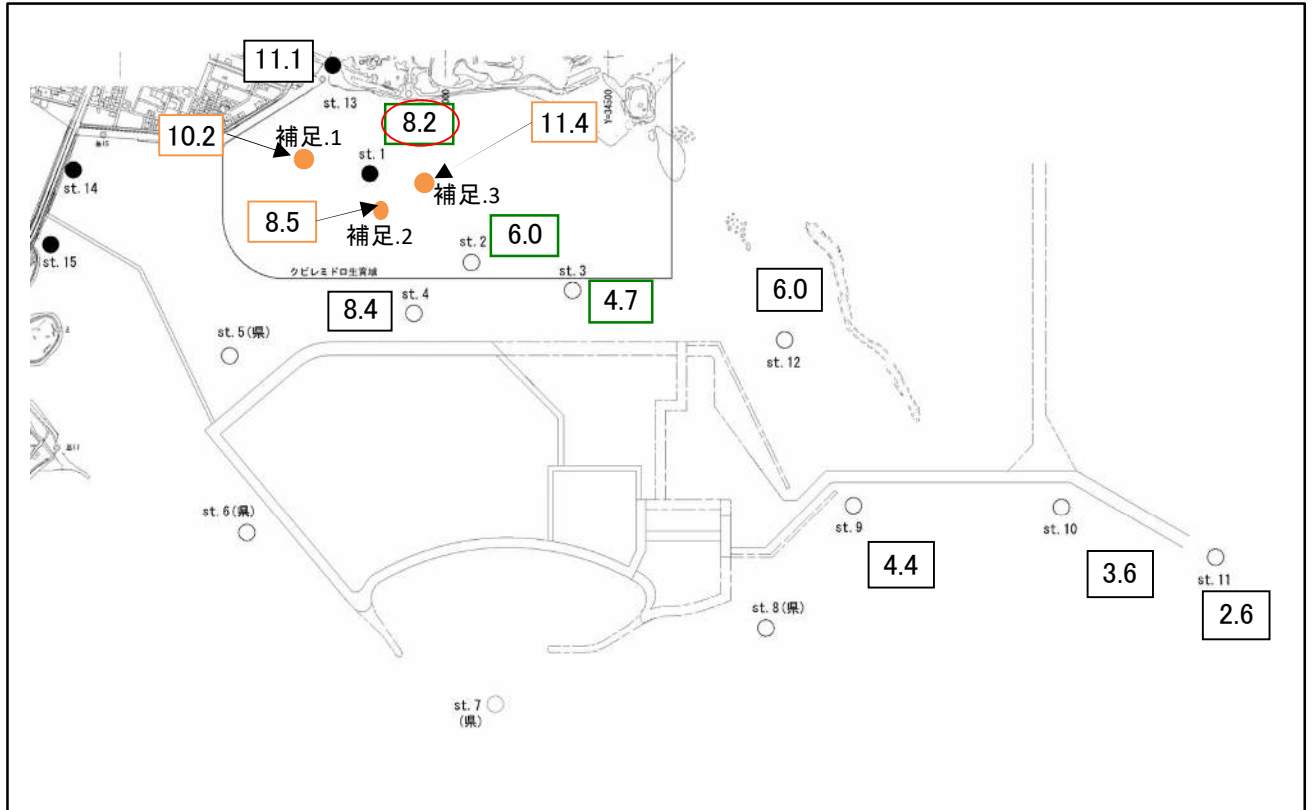 11.1
st. 13
Y=34500
8.2
11.4
10.2
補足.1
st. 1
補足.3
st. 14
8.5
補足.2
6.0
st. 2
st. 15
クビレミドロ生育域
st. 3
4.7
8.4
st. 4
6.0
st. 5(県)
st. 12
st. 6(県)
st. 9
st. 10
4.4
3.6
st. 11
2.6
st. 8(県)
st. 7
(県)